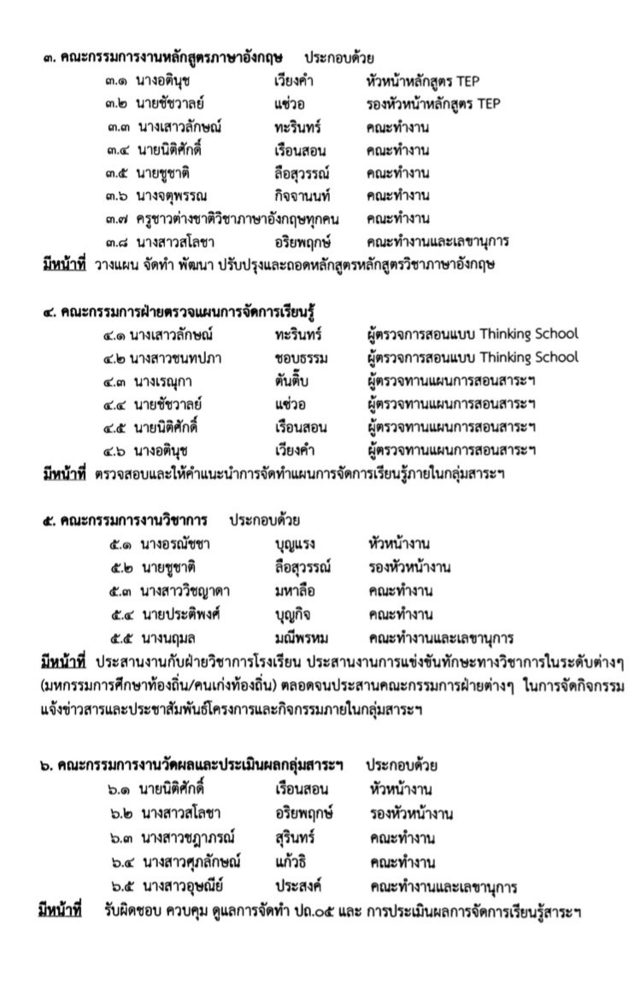 ๓. คณะกรรมการงานหลักสูตรภาษาอังกฤษ ประกอบด้วย
๓.๑ นางอตินุช เวียงคำ หัวหน้าหลักสูตร TEP
๓.๒ นายชัชวาลย์ แซ่วอ รองหัวหน้าหลักสูตร TEP
๓.๓ นางเสาวลักษณ์ ทะรินทร์ คณะทำงาน
๓.๔ นายนิติศักดิ์ เรือนสอน คณะทำงาน
๓.๕ นายชูชาติ ลือสุวรรณ์ คณะทำงาน
๓.๖ นางจตุพรรณ กิจจานนท์ คณะทำงาน
๓.๗ ครูชาวต่างชาติวิชาภาษาอังกฤษทุกคน คณะทำงาน
๓.๘ นางสาวสโลชา อริยพฤกษ์ คณะทำงานและเลขานุการ
มีหน้าที่ วางแผน จัดทำ พัฒนา ปรับปรุงและถอดหลักสูตรหลักสูตรวิชาภาษาอังกฤษ
๔. คณะกรรมการฝ่ายตรวจแผนการจัดการเรียนรู้
๔.๑ นางเสาวลักษณ์ ทะรินทร์ ผู้ตรวจการสอนแบบ Thinking School
๔.๒ นางสาวชนทปภา ชอบธรรม ผู้ตรวจการสอนแบบ Thinking School
๔.๓ นางเรณุกา ตันติ๊บ ผู้ตรวจทานแผนการสอนสาระฯ
๔.๔ นายชัชวาลย์ แซ่วอ ผู้ตรวจทานแผนการสอนสาระฯ
๔.๕ นายนิติศักดิ์ เรือนสอน ผู้ตรวจทานแผนการสอนสาระฯ
๔.๖ นางอตินุช เวียงคำ ผู้ตรวจทานแผนการสอนสาระฯ
มีหน้าที่ ตรวจสอบและให้คำแนะนำการจัดทำแผนการจัดการเรียนรู้ภายในกลุ่มสาระฯ
๕. คณะกรรมการงานวิชาการ ประกอบด้วย
๕.๑ นางอรณัชชา บุญแรง หัวหน้างาน
๕.๒ นายชูชาติ ลือสุวรรณ์ รองหัวหน้างาน
๕.๓ นางสาววิชญาดา มหาลือ คณะทำงาน
๕.๔ นายประติพงศ์ บุญกิจ คณะทำงาน
๕.๕ นางนฤมล มณีพรหม คณะทำงานและเลขานุการ
มีหน้าที่ ประสานงานกับฝ่ายวิชาการโรงเรียน ประสานงานการแข่งขันทักษะทางวิชาการในระดับต่างๆ
(มหกรรมการศึกษาท้องถิ่น/คนเก่งท้องถิ่น) ตลอดจนประสานคณะกรรมการฝ่ายต่างๆ ในการจัดกิจกรรม
แจ้งข่าวสารและประชาสัมพันธ์โครงการและกิจกรรมภายในกลุ่มสาระฯ
๖. คณะกรรมการงานวัดผลและประเมินผลกลุ่มสาระฯ ประกอบด้วย
๖.๑ นายนิติศักดิ์ เรือนสอน หัวหน้างาน
๖.๒ นางสาวสโลชา อริยพฤกษ์ รองหัวหน้างาน
๖.๓ นางสาวชฎาภรณ์ สุรินทร์ คณะทำงาน
๖.๔ นางสาวศุภลักษณ์ แก้วธิ คณะทำงาน
๖.๕ นางสาวอุษณีย์ ประสงค์ คณะทำงานและเลขานุการ
มีหน้าที่ รับผิดชอบ ควบคุม ดูแลการจัดทำ ปถ.๐๕ และ การประเมินผลการจัดการเรียนรู้สาระฯ